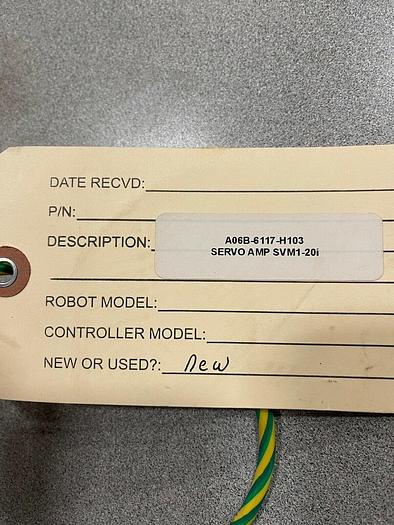 DATE RECVD:
P/N:
DESCRIPTION:
A06B-6117-H103
SERVO AMP SVM1-20i
ROBOT MODEL:
CONTROLLER MODEL:
NEW OR USED?: new